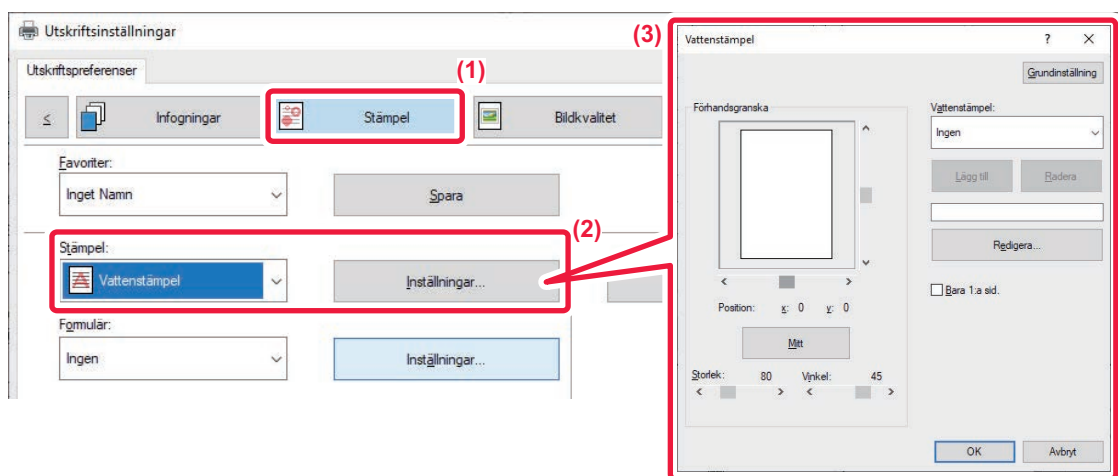 Utskriftsinställningar
Utskriftspreferenser
(1)
<
Infogningar
Stämpel
Bildkvalitet
Favoriter:
Inget Namn
Spara
(2)
Stämpel:
Vattenstämpel
Inställningar...
Formulär:
Ingen
Inställningar...
(3)
Vattenstämpel
?
Grundinställning
Förhandsgranska
Vattenstämpel:
Ingen
Lägg till
Radera
Redigera...
Bara 1:a sid.
Position: x: 0 y: 0
Mitt
Storlek: 80 Vinkel: 45
OK
Avbryt